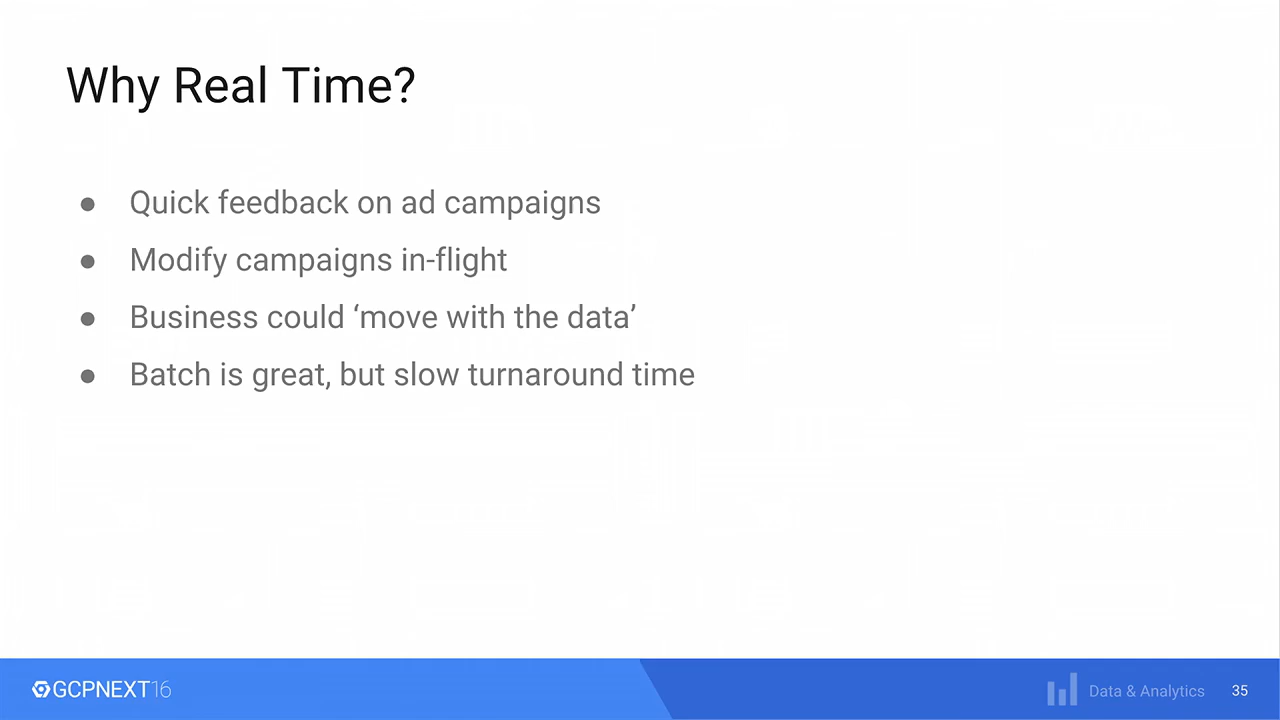 Why Real Time?
● Quick feedback on ad campaigns
● Modify campaigns in-flight
● Business could ‘move with the data’
● Batch is great, but slow turnaround time
GCPNEXT16
Data & Analytics 35